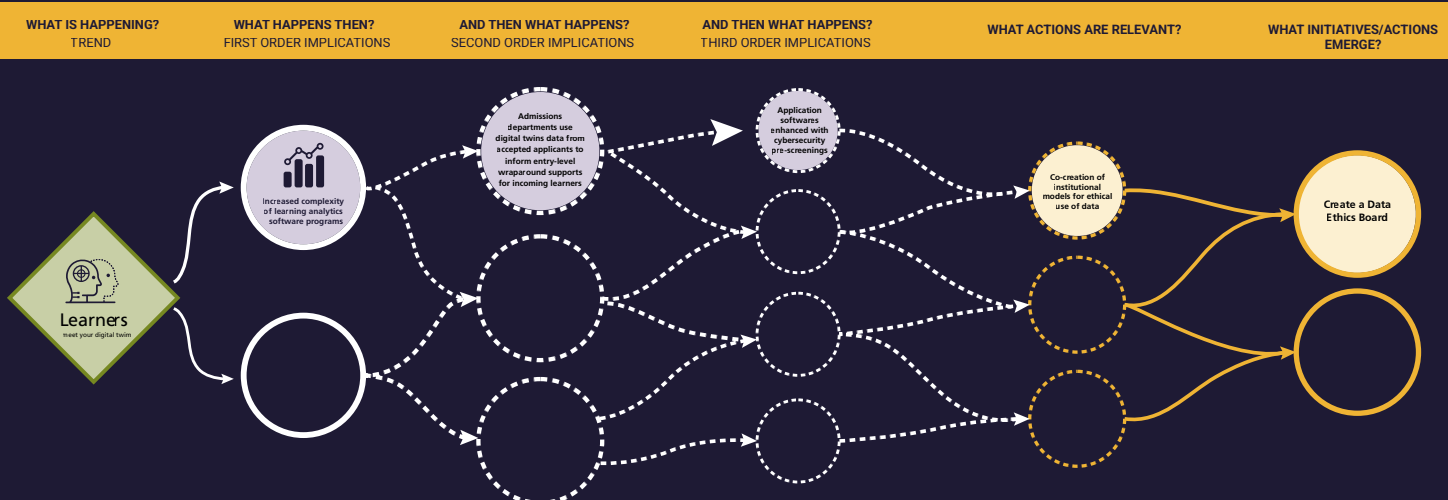 WHAT IS HAPPENING?
TREND
WHAT HAPPENS THEN?
FIRST ORDER IMPLICATIONS
AND THEN WHAT HAPPENS?
SECOND ORDER IMPLICATIONS
AND THEN WHAT HAPPENS?
THIRD ORDER IMPLICATIONS
WHAT ACTIONS ARE RELEVANT?
WHAT INITIATIVES/ACTIONS
EMERGE?
Learners
meet your digital twim
Increased complexity
of learning analytics
software programs
Admissions
departments use
digital twins data from
accepted applicants to
inform entry-level
wraparound supports
for incoming learners
Application
softwares
enhanced with
cybersecurity
pre-screenings
Co-creation of
institutional
models for ethical
use of data
Create a Data
Ethics Board